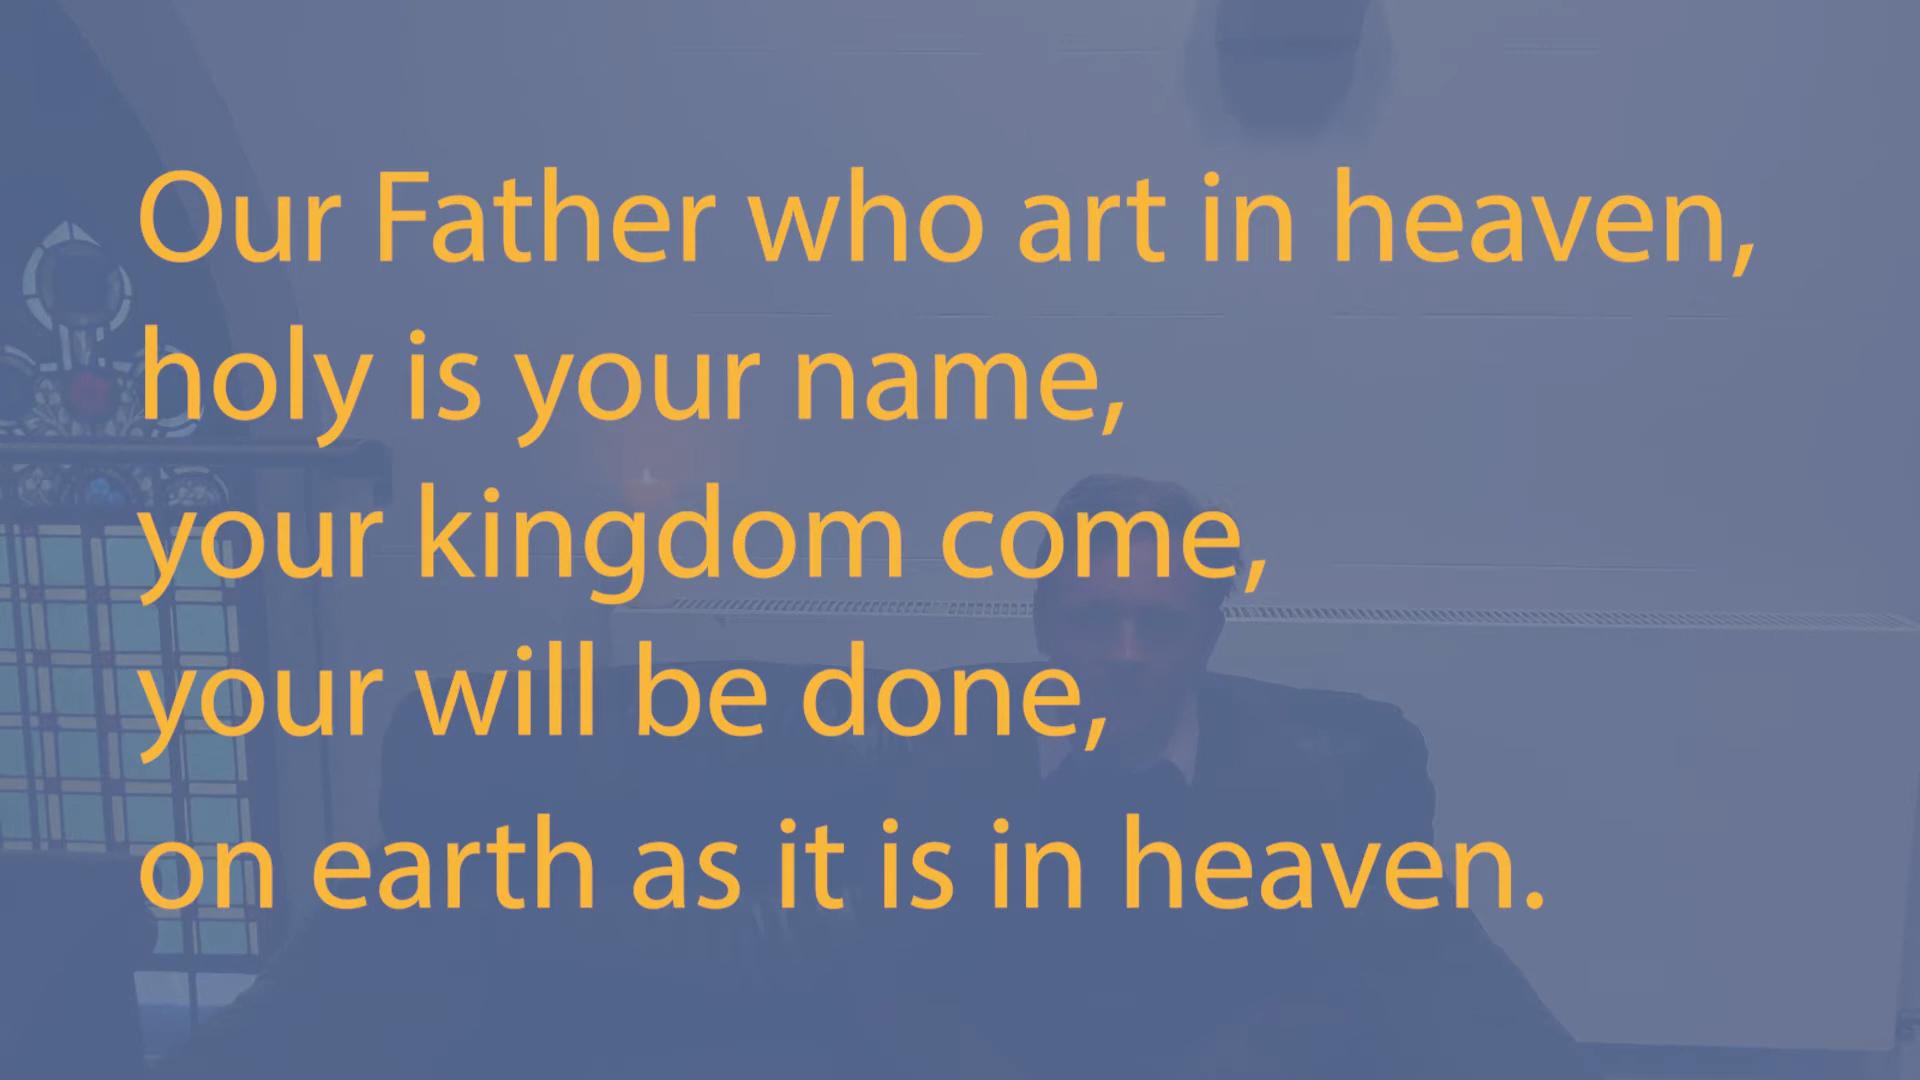 Our Father who art in heaven,
holy is your name,
your kingdom come,
your will be done,
on earth as it is in heaven.